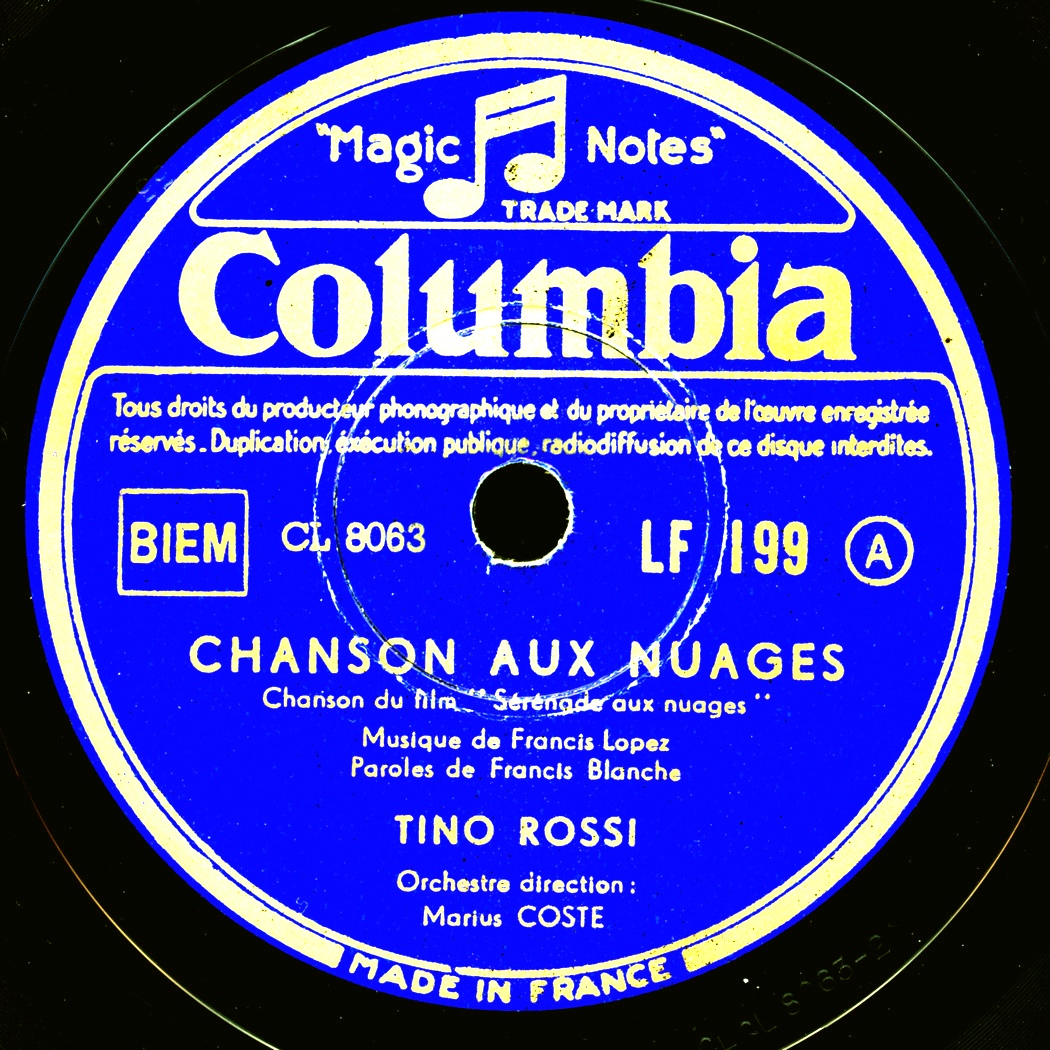 "Magic Notes"
TRADE MARK
Columbia
Tous droits du producteur phonographique et du propriétaire de l'œuvre enregistrée
réservés. Duplication, éxécution publique, radiodiffusion de ce disque interdites.
BIEM CL 8063 LF 199 A
CHANSON AUX NUAGES
Chanson du film "Sérénade aux nuages"
Musique de Francis Lopez
Paroles de Francis Blanche
TINO ROSSI
Orchestre direction :
Marius COSTE
MADE IN FRANCE